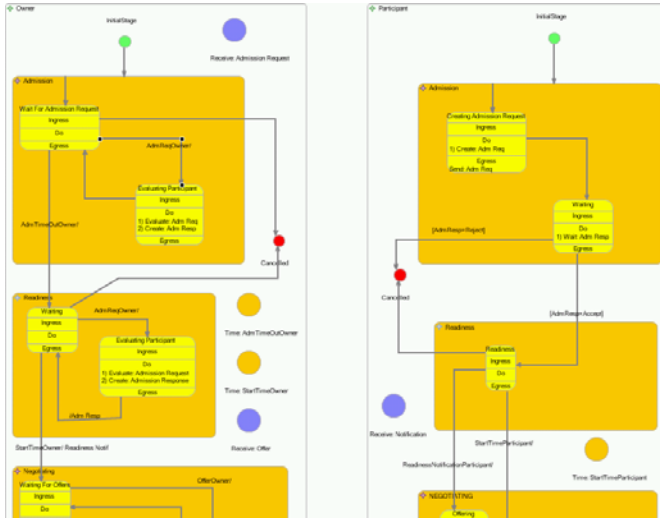 Owner
InitialStage
Receive: Admission Request
Admission
Wait For Admission Request
Ingress
Do
Egress
AdmReqOwner/
Evaluating Participant
Ingress
Do
1) Evaluate: Adm Req
2) Create: Adm Resp
Egress
AdmTimeOutOwner/
Cancelled
Readiness
Waiting
Ingress
Do
Egress
AdmReqOwner/
Evaluating Participant
Ingress
Do
1) Evaluate: Admission Request
2) Create: Admission Response
Egress
/Adm Resp
Time: AdmTimeOutOwner
Time: StartTimeOwner
Receive: Offer
StartTimeOwner/ Readiness Notif
Negotiating
Waiting For Offers
Ingress
Do
OfferOwner/
Participant
InitialStage
Admission
Creating Admission Request
Ingress
Do
1) Create: Adm Req
Egress
Send: Adm Req
Waiting
Ingress
Do
1) Wait: Adm Resp
Egress
[AdmResp=Reject]
Cancelled
[AdmResp=Accept]
Readiness
Readiness
Ingress
Do
Egress
Receive: Notification
StartTimeParticipant/
ReadinessNotificationParticipant/
Time: StartTimeParticipant
NEGOTIATING
Offering